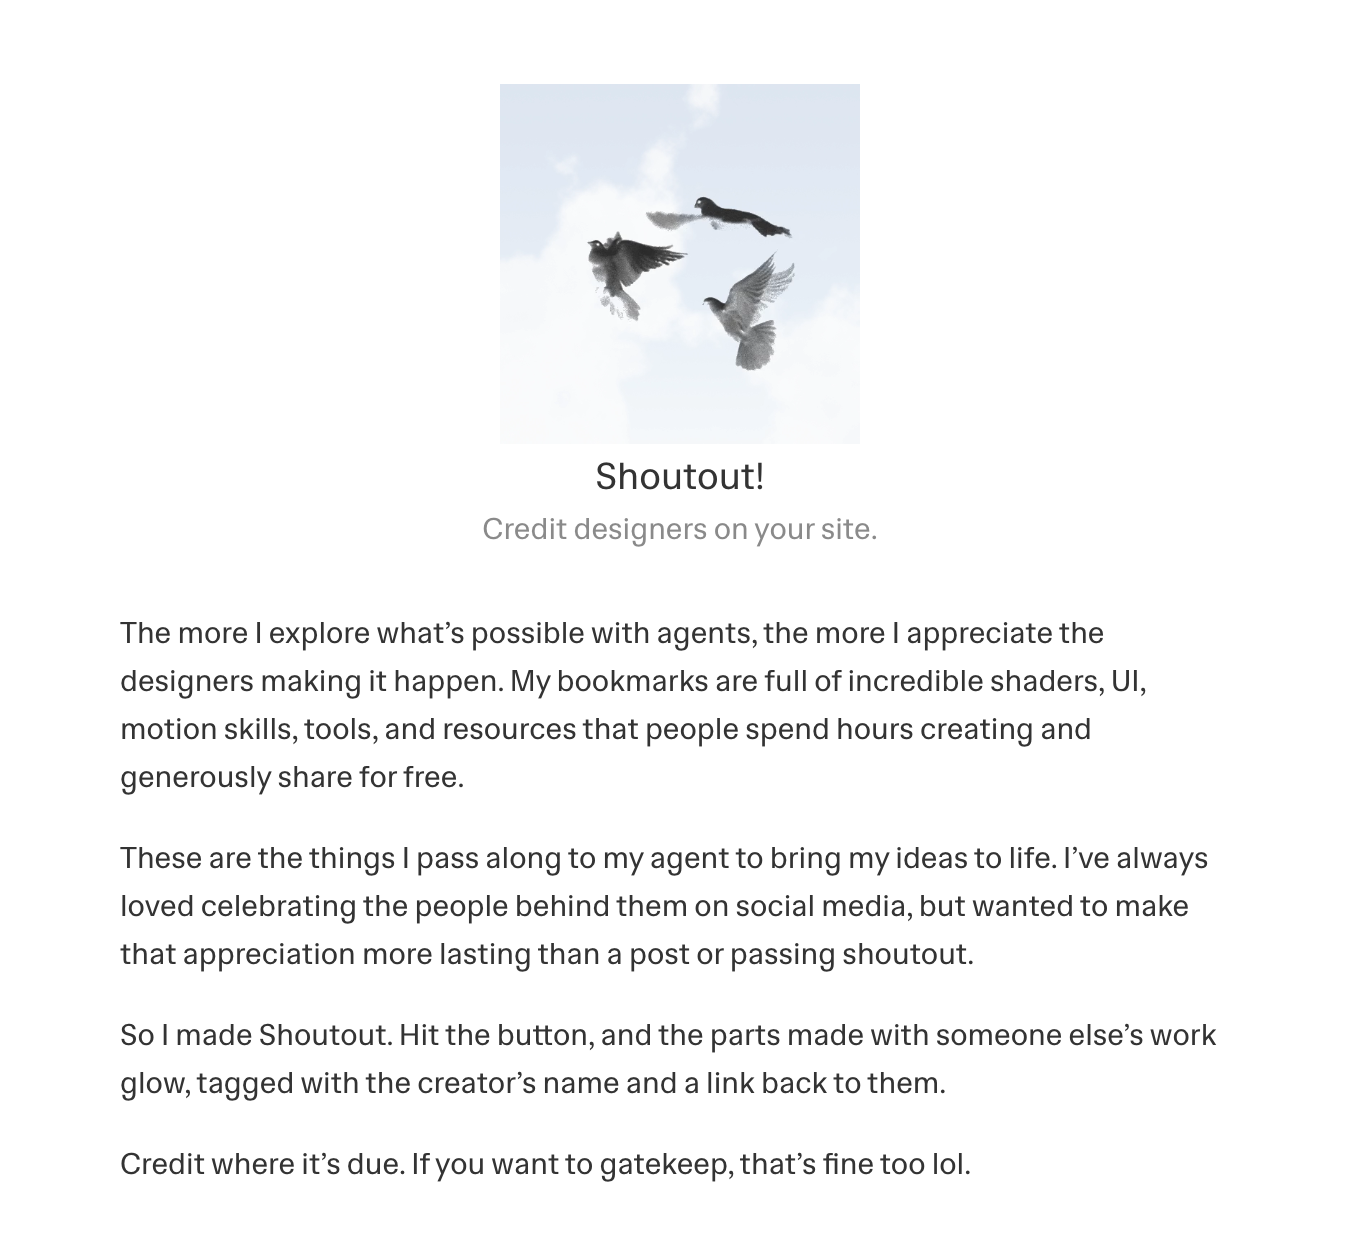 Shoutout!
Credit designers on your site.
The more I explore what’s possible with agents, the more I appreciate the
designers making it happen. My bookmarks are full of incredible shaders, UI,
motion skills, tools, and resources that people spend hours creating and
generously share for free.
These are the things I pass along to my agent to bring my ideas to life. I’ve always
loved celebrating the people behind them on social media, but wanted to make
that appreciation more lasting than a post or passing shoutout.
So I made Shoutout. Hit the button, and the parts made with someone else’s work
glow, tagged with the creator’s name and a link back to them.
Credit where it’s due. If you want to gatekeep, that’s fine too lol.